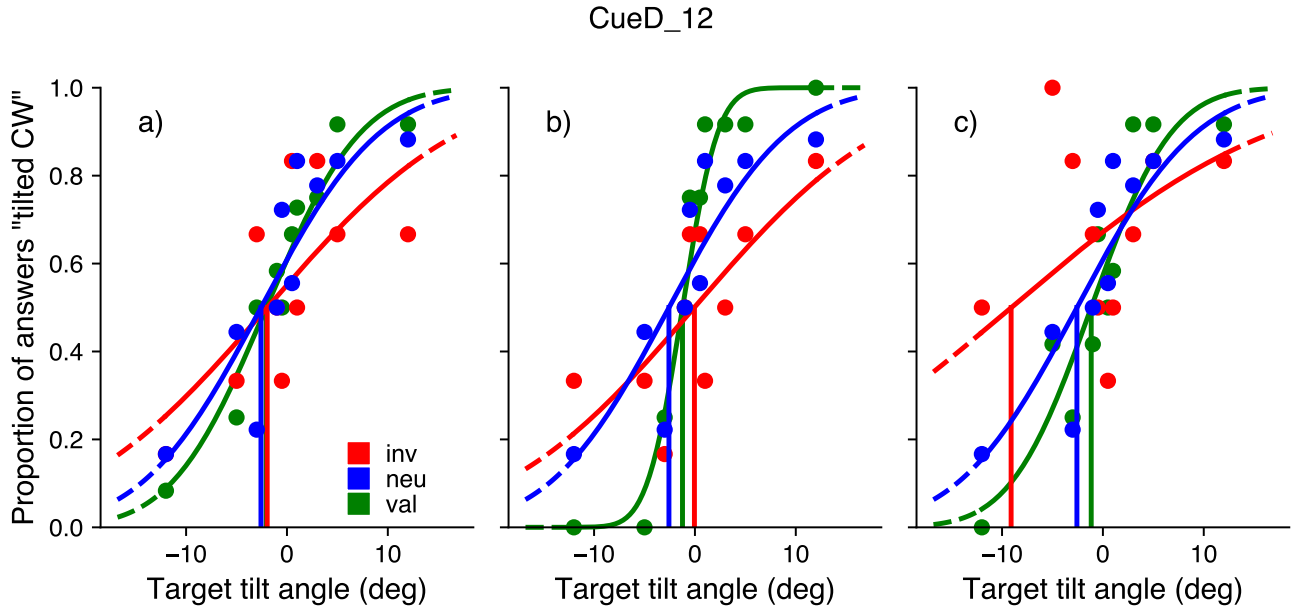 CueD_12
Proportion of answers "tilted CW"
1.0
0.8
0.6
0.4
0.2
0.0
a)
inv
neu
val
−10 0 10
Target tilt angle (deg)
b)
−10 0 10
Target tilt angle (deg)
c)
−10 0 10
Target tilt angle (deg)